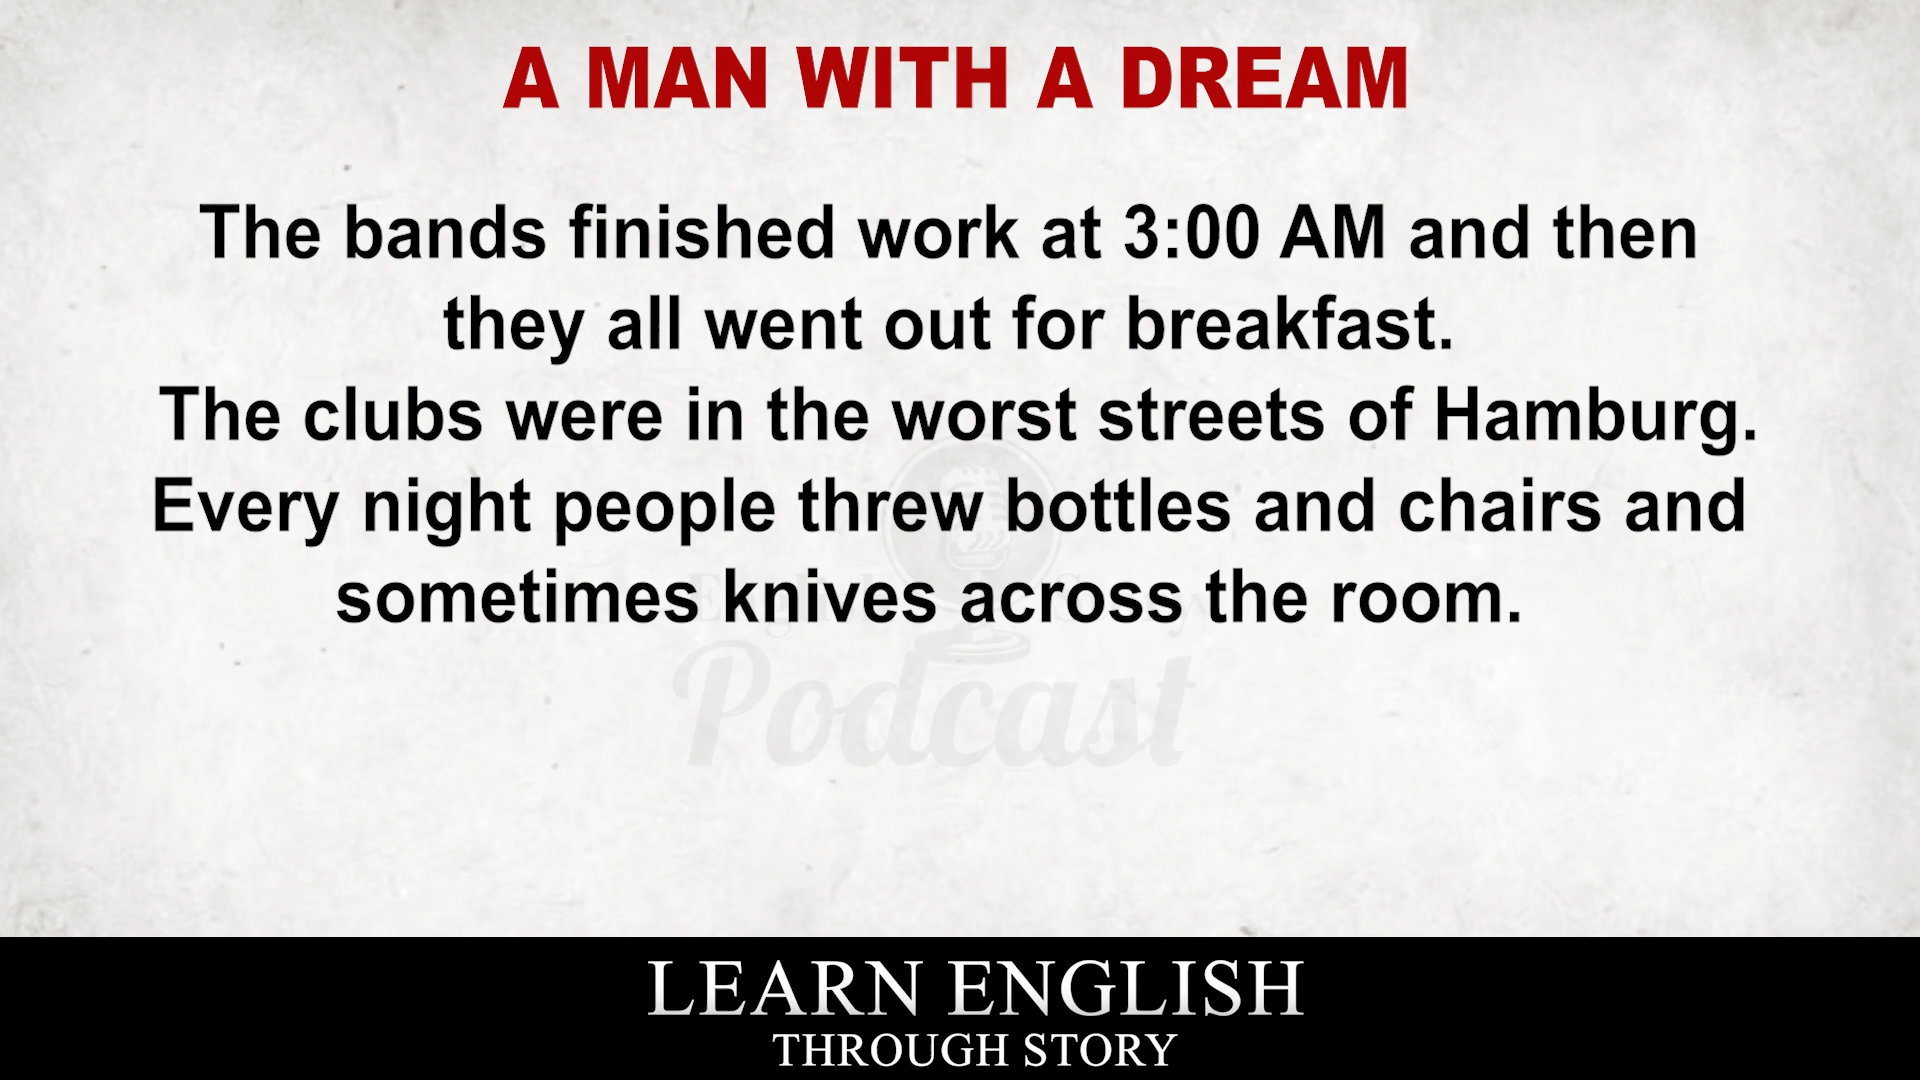 A MAN WITH A DREAM
The bands finished work at 3:00 AM and then
they all went out for breakfast.
The clubs were in the worst streets of Hamburg.
Every night people threw bottles and chairs and
sometimes knives across the room.
Podcast
LEARN ENGLISH
THROUGH STORY